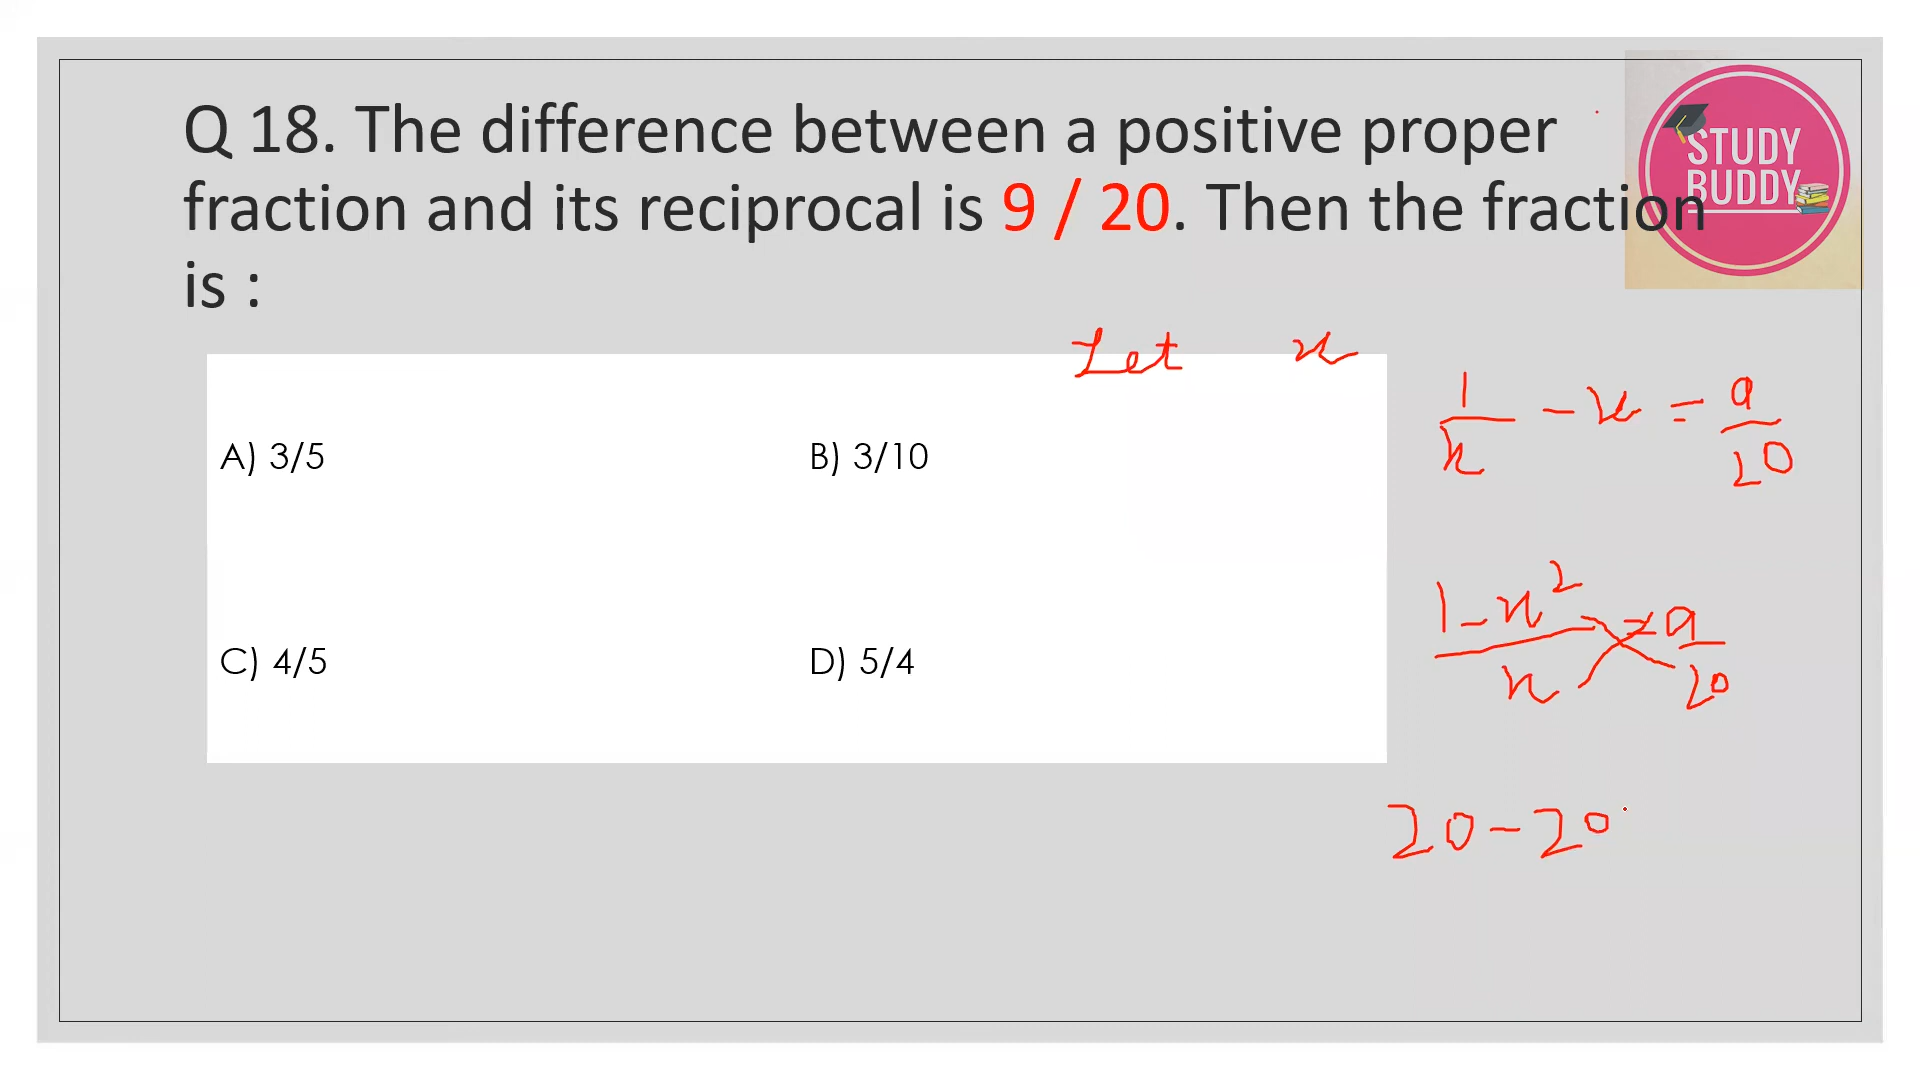 Q 18. The difference between a positive proper
fraction and its reciprocal is 9 / 20. Then the fraction
is :
STUDY
BUDDY
Let x
A) 3/5 B) 3/10
C) 4/5 D) 5/4
1/x - x = 9/20
1-x²/x = 9/20
20-20